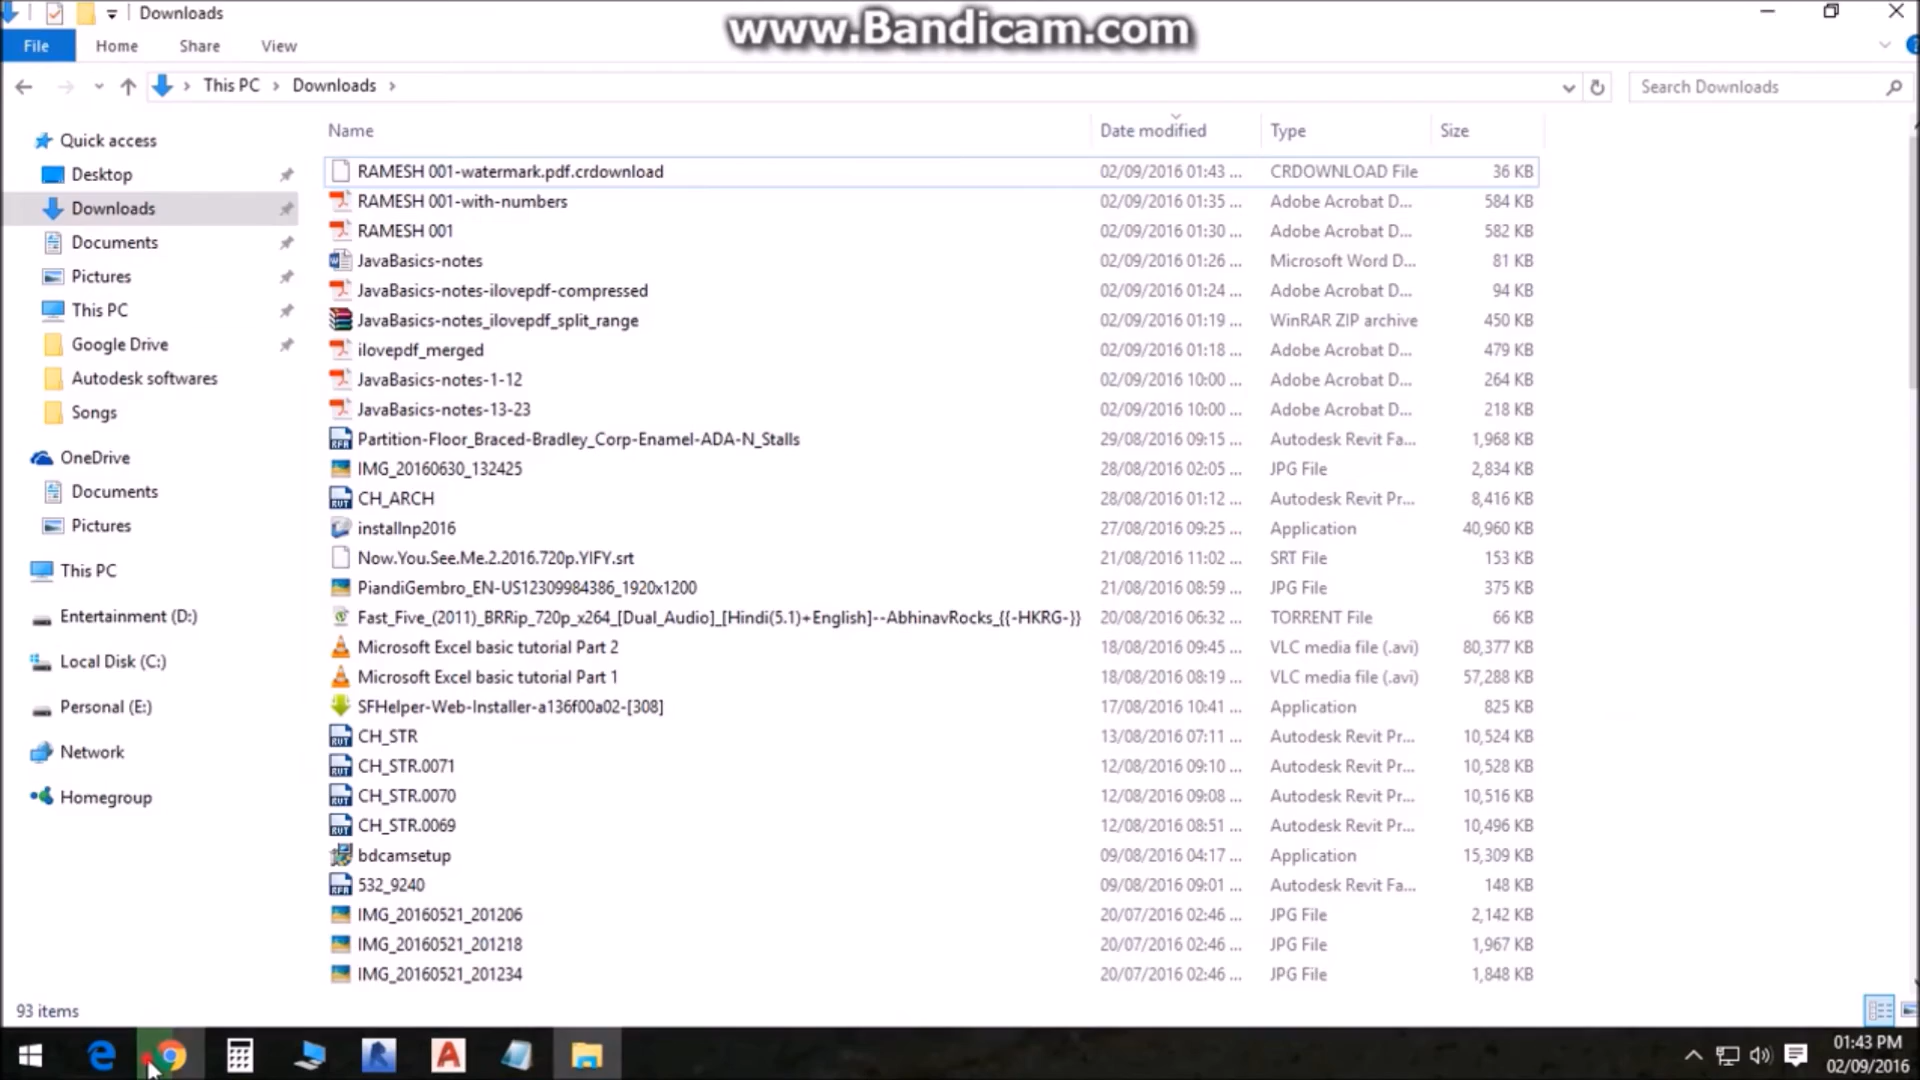 Downloads
www.Bandicam.com
File Home Share View
This PC Downloads
Search Downloads
Name Date modified Type Size
Quick access
Desktop
Downloads
Documents
Pictures
This PC
Google Drive
Autodesk softwares
Songs
OneDrive
Documents
Pictures
This PC
Entertainment (D:)
Local Disk (C:)
Personal (E:)
Network
Homegroup
RAMESH 001-watermark.pdf.crdownload 02/09/2016 01:43 ... CRDOWNLOAD File 36 KB
RAMESH 001-with-numbers 02/09/2016 01:35 ... Adobe Acrobat D... 584 KB
RAMESH 001 02/09/2016 01:30 ... Adobe Acrobat D... 582 KB
JavaBasics-notes 02/09/2016 01:26 ... Microsoft Word D... 81 KB
JavaBasics-notes-ilovepdf-compressed 02/09/2016 01:24 ... Adobe Acrobat D... 94 KB
JavaBasics-notes_ilovepdf_split_range 02/09/2016 01:19 ... WinRAR ZIP archive 450 KB
ilovepdf_merged 02/09/2016 01:18 ... Adobe Acrobat D... 479 KB
JavaBasics-notes-1-12 02/09/2016 10:00 ... Adobe Acrobat D... 264 KB
JavaBasics-notes-13-23 02/09/2016 10:00 ... Adobe Acrobat D... 218 KB
Partition-Floor_Braced-Bradley_Corp-Enamel-ADA-N_Stalls 29/08/2016 09:15 ... Autodesk Revit Fa... 1,968 KB
IMG_20160630_132425 28/08/2016 02:05 ... JPG File 2,834 KB
CH_ARCH 28/08/2016 01:12 ... Autodesk Revit Pr... 8,416 KB
installnp2016 27/08/2016 09:25 ... Application 40,960 KB
Now.You.See.Me.2.2016.720p.YIFY.srt 21/08/2016 11:02 ... SRT File 153 KB
PiandiGembro_EN-US12309984386_1920x1200 21/08/2016 08:59 ... JPG File 375 KB
Fast_Five_(2011)_BRRip_720p_x264_[Dual_Audio]_[Hindi(5.1)+English]--AbhinavRocks_{{-HKRG-}} 20/08/2016 06:32 ... TORRENT File 66 KB
Microsoft Excel basic tutorial Part 2 18/08/2016 09:45 ... VLC media file (.avi) 80,377 KB
Microsoft Excel basic tutorial Part 1 18/08/2016 08:19 ... VLC media file (.avi) 57,288 KB
SFHelper-Web-Installer-a136f00a02-[308] 17/08/2016 10:41 ... Application 825 KB
CH_STR 13/08/2016 07:11 ... Autodesk Revit Pr... 10,524 KB
CH_STR.0071 12/08/2016 09:10 ... Autodesk Revit Pr... 10,528 KB
CH_STR.0070 12/08/2016 09:08 ... Autodesk Revit Pr... 10,516 KB
CH_STR.0069 12/08/2016 08:51 ... Autodesk Revit Pr... 10,496 KB
bdcamsetup 09/08/2016 04:17 ... Application 15,309 KB
532_9240 09/08/2016 09:01 ... Autodesk Revit Fa... 148 KB
IMG_20160521_201206 20/07/2016 02:46 ... JPG File 2,142 KB
IMG_20160521_201218 20/07/2016 02:46 ... JPG File 1,967 KB
IMG_20160521_201234 20/07/2016 02:46 ... JPG File 1,848 KB
93 items
01:43 PM
02/09/2016